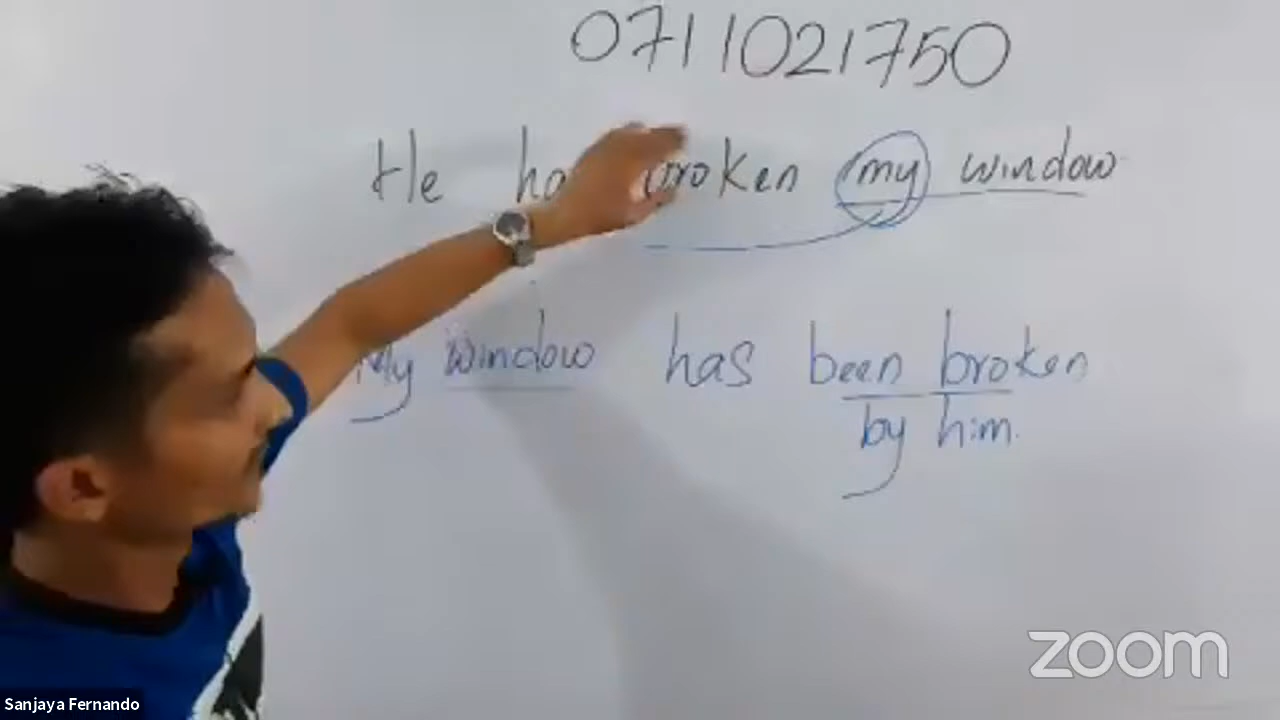 0711021750
He broken my window
My window has been broken
by him.
zoom
Sanjaya Fernando